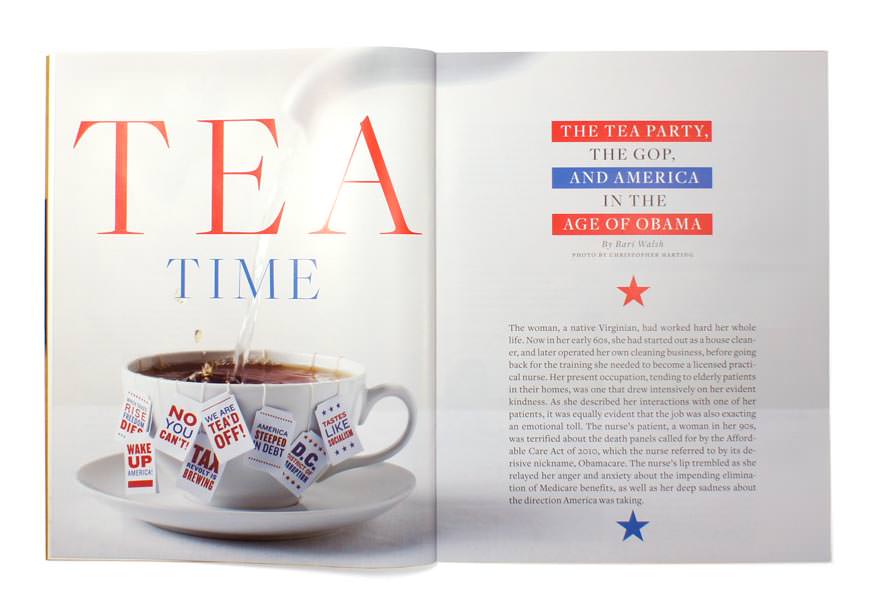 TEA
TIME
WHEN TAXES
RISE
FREEDOM
DIES
WAKE
UP
AMERICA!
NO
YOU
CAN'T!
WE ARE
TEA'D
OFF!
TAX
REVOLT IS
BREWING
AMERICA
STEEPED
IN DEBT
D.C.
DISTRICT OF
CORRUPTION
TASTES
LIKE
SOCIALISM
THE TEA PARTY,
THE GOP,
AND AMERICA
IN THE
AGE OF OBAMA
By Bari Walsh
PHOTO BY CHRISTOPHER HARTING
The woman, a native Virginian, had worked hard her whole
life. Now in her early 60s, she had started out as a house clean-
er, and later operated her own cleaning business, before going
back for the training she needed to become a licensed practi-
cal nurse. Her present occupation, tending to elderly patients
in their homes, was one that drew intensively on her evident
kindness. As she described her interactions with one of her
patients, it was equally evident that the job was also exacting
an emotional toll. The nurse's patient, a woman in her 90s,
was terrified about the death panels called for by the Afford-
able Care Act of 2010, which the nurse referred to by its de-
risive nickname, Obamacare. The nurse's lip trembled as she
relayed her anger and anxiety about the impending elimina-
tion of Medicare benefits, as well as her deep sadness about
the direction America was taking.